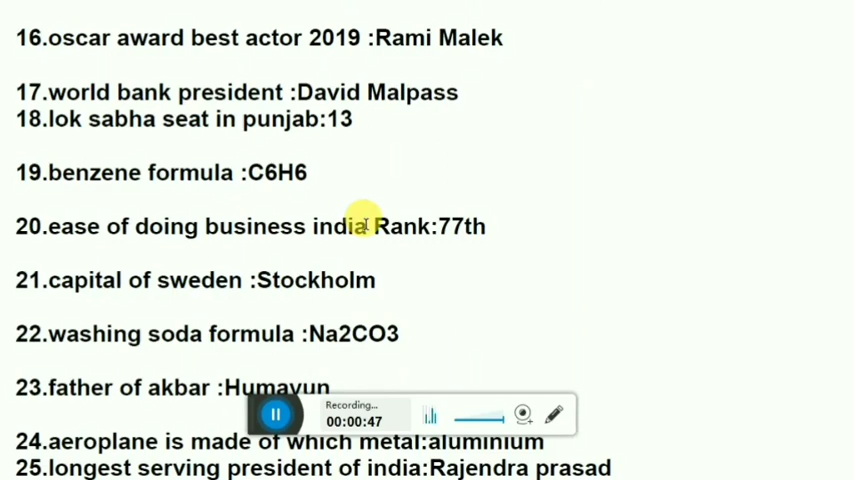 16.oscar award best actor 2019 :Rami Malek
17.world bank president :David Malpass
18.lok sabha seat in punjab:13
19.benzene formula :C6H6
20.ease of doing business india Rank:77th
21.capital of sweden :Stockholm
22.washing soda formula :Na2CO3
23.father of akbar :Humayun
Recording...
00:00:47
24.aeroplane is made of which metal:aluminium
25.longest serving president of india:Rajendra prasad